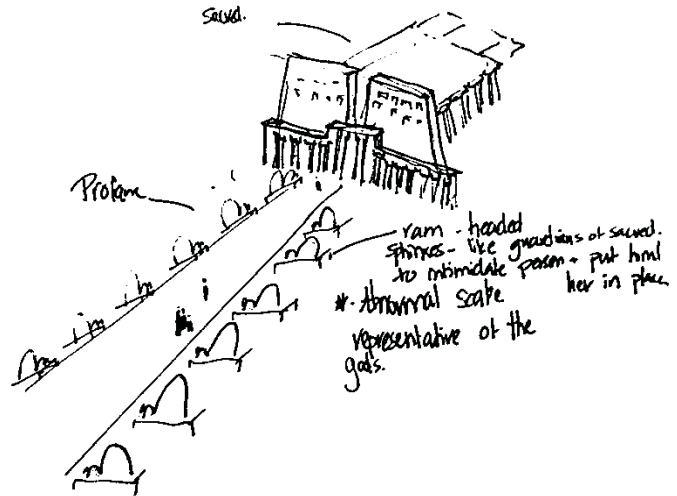 Sacred.
Profane
ram - headed
sphinxes - like guardians of sacred.
to intimidate person + put him/
her in place
* - Abnormal scale
representative of the
gods.